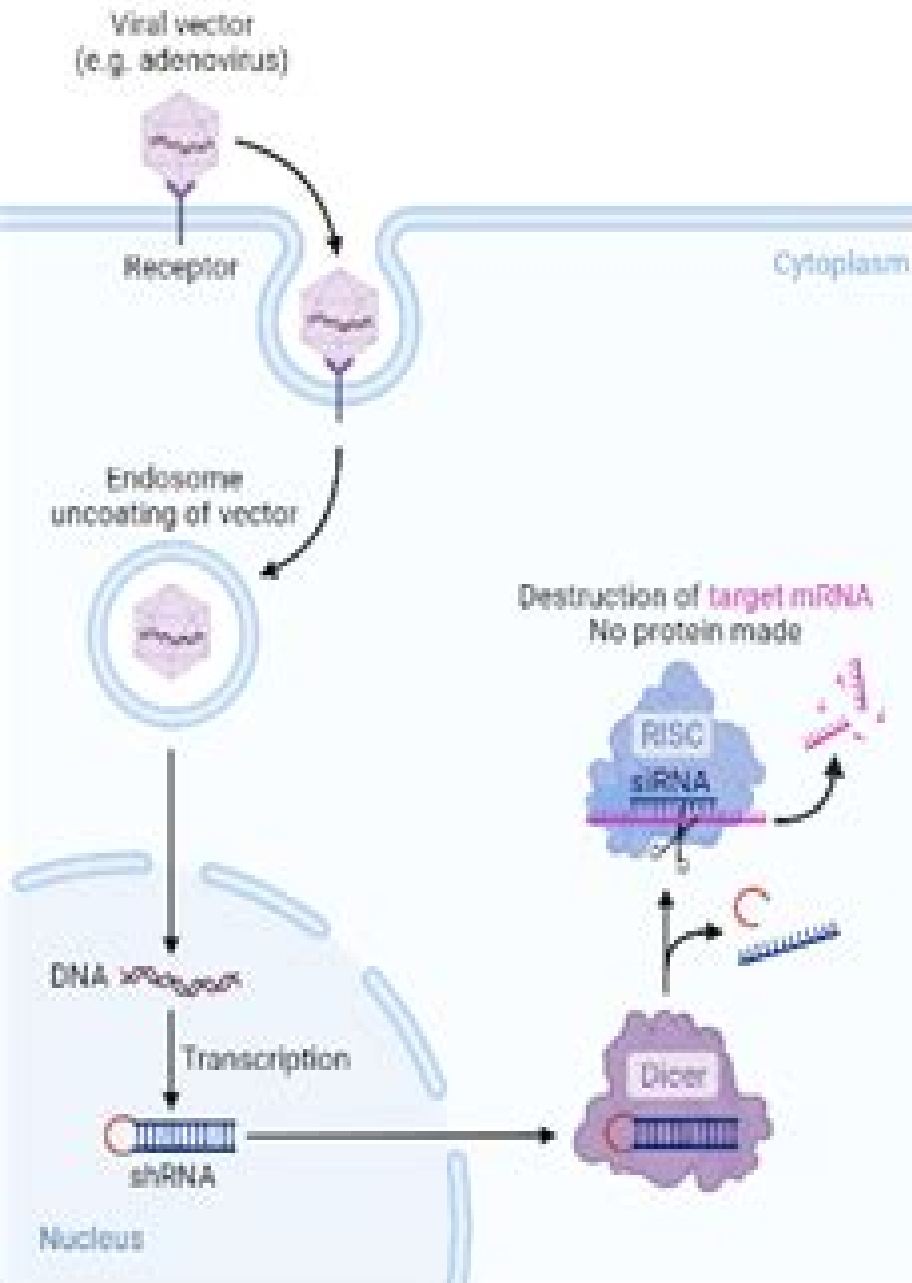 Viral vector
(e.g. adenovirus)
Receptor
Cytoplasm
Endosome
uncoating of vector
Destruction of target mRNA
No protein made
RISC
siRNA
DNA
Transcription
Dicer
shRNA
Nucleus